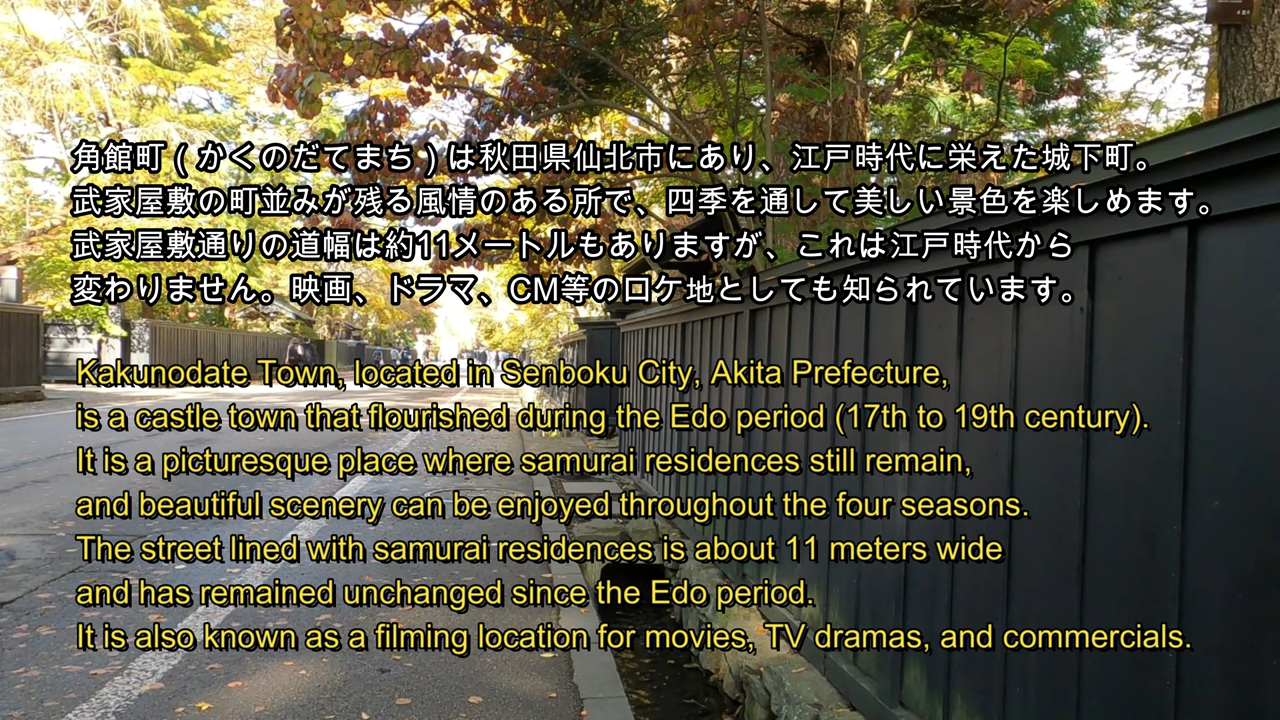 角館町 ( かくのだてまち ) は秋田県仙北市にあり、江戸時代に栄えた城下町。
武家屋敷の町並みが残る風情のある所で、四季を通して美しい景色を楽しめます。
武家屋敷通りの道幅は約11メートルもありますが、これは江戸時代から
変わりません。映画、ドラマ、CM等のロケ地としても知られています。
Kakunodate Town, located in Senboku City, Akita Prefecture,
is a castle town that flourished during the Edo period (17th to 19th century).
It is a picturesque place where samurai residences still remain,
and beautiful scenery can be enjoyed throughout the four seasons.
The street lined with samurai residences is about 11 meters wide
and has remained unchanged since the Edo period.
It is also known as a filming location for movies, TV dramas, and commercials.